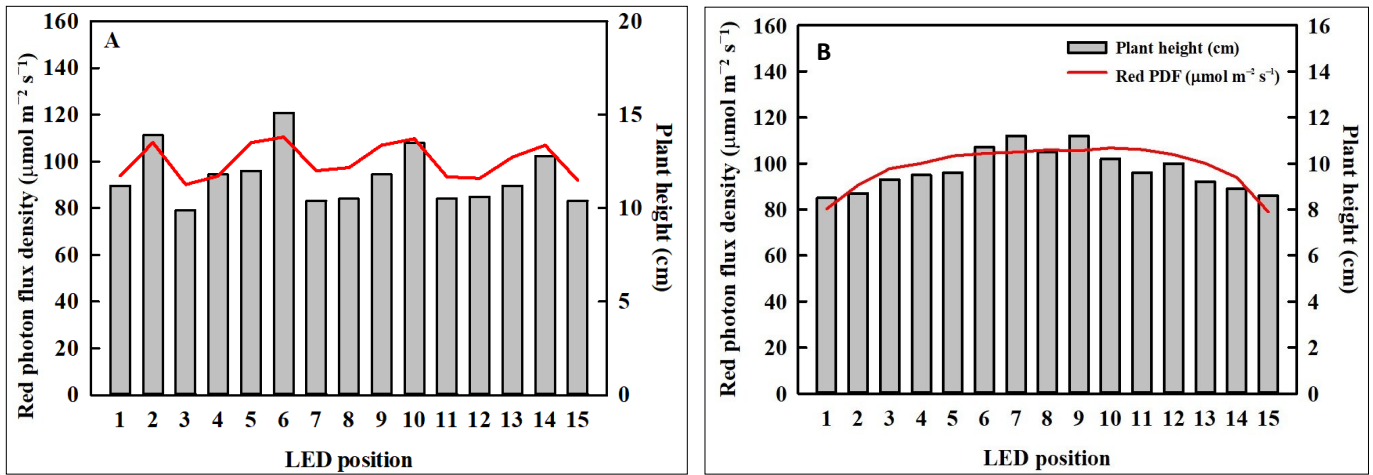 A
Red photon flux density (μmol m⁻² s⁻¹)
160
140
120
100
80
60
40
20
0
20
15
10
5
0
Plant height (cm)
1 2 3 4 5 6 7 8 9 10 11 12 13 14 15
LED position
B
Plant height (cm)
Red PDF (μmol m⁻² s⁻¹)
Red photon flux density (μmol m⁻² s⁻¹)
160
140
120
100
80
60
40
20
0
16
14
12
10
8
6
4
2
0
Plant height (cm)
1 2 3 4 5 6 7 8 9 10 11 12 13 14 15
LED position